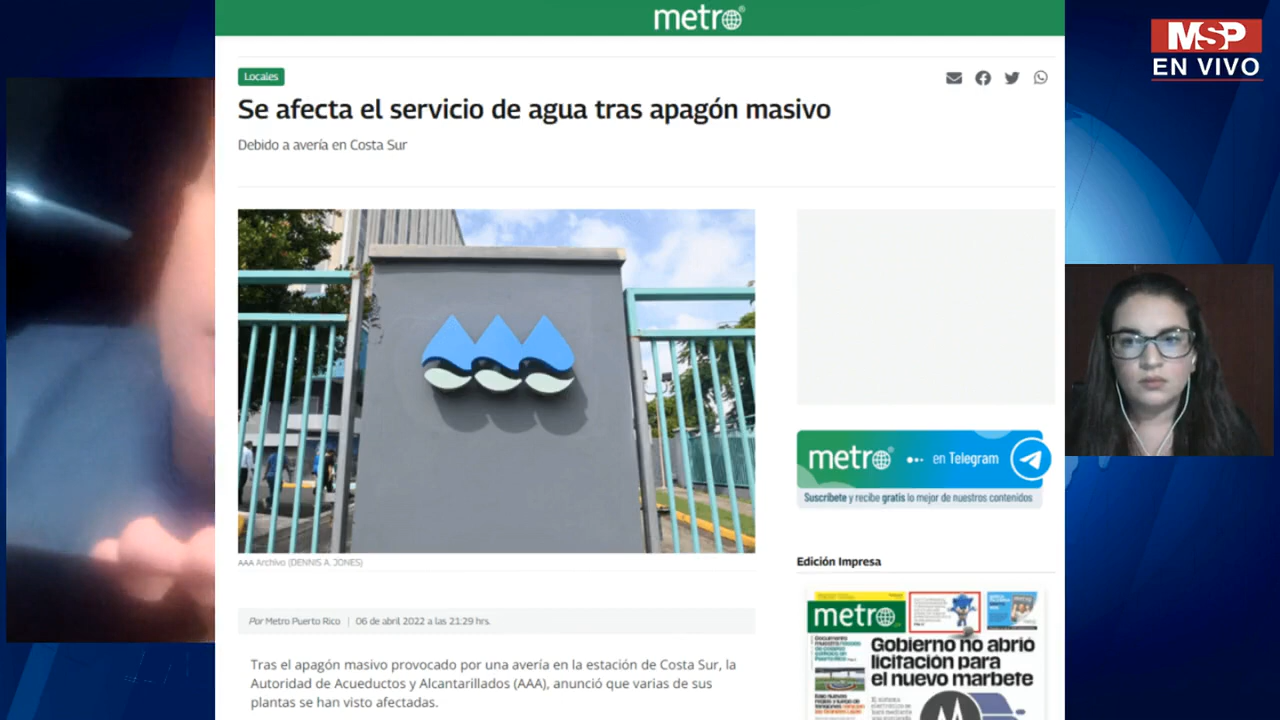 metro
MSP
EN VIVO
Locales
Se afecta el servicio de agua tras apagón masivo
Debido a avería en Costa Sur
AAA Archivo (DENNIS A. JONES)
Por Metro Puerto Rico | 06 de abril 2022 a las 21:29 hrs.
Tras el apagón masivo provocado por una avería en la estación de Costa Sur, la
Autoridad de Acueductos y Alcantarillados (AAA), anunció que varias de sus
plantas se han visto afectadas.
metro en Telegram
Suscríbete y recibe gratis lo mejor de nuestros contenidos
Edición Impresa
metro
Gobierno no abrió
licitación para
el nuevo marbete